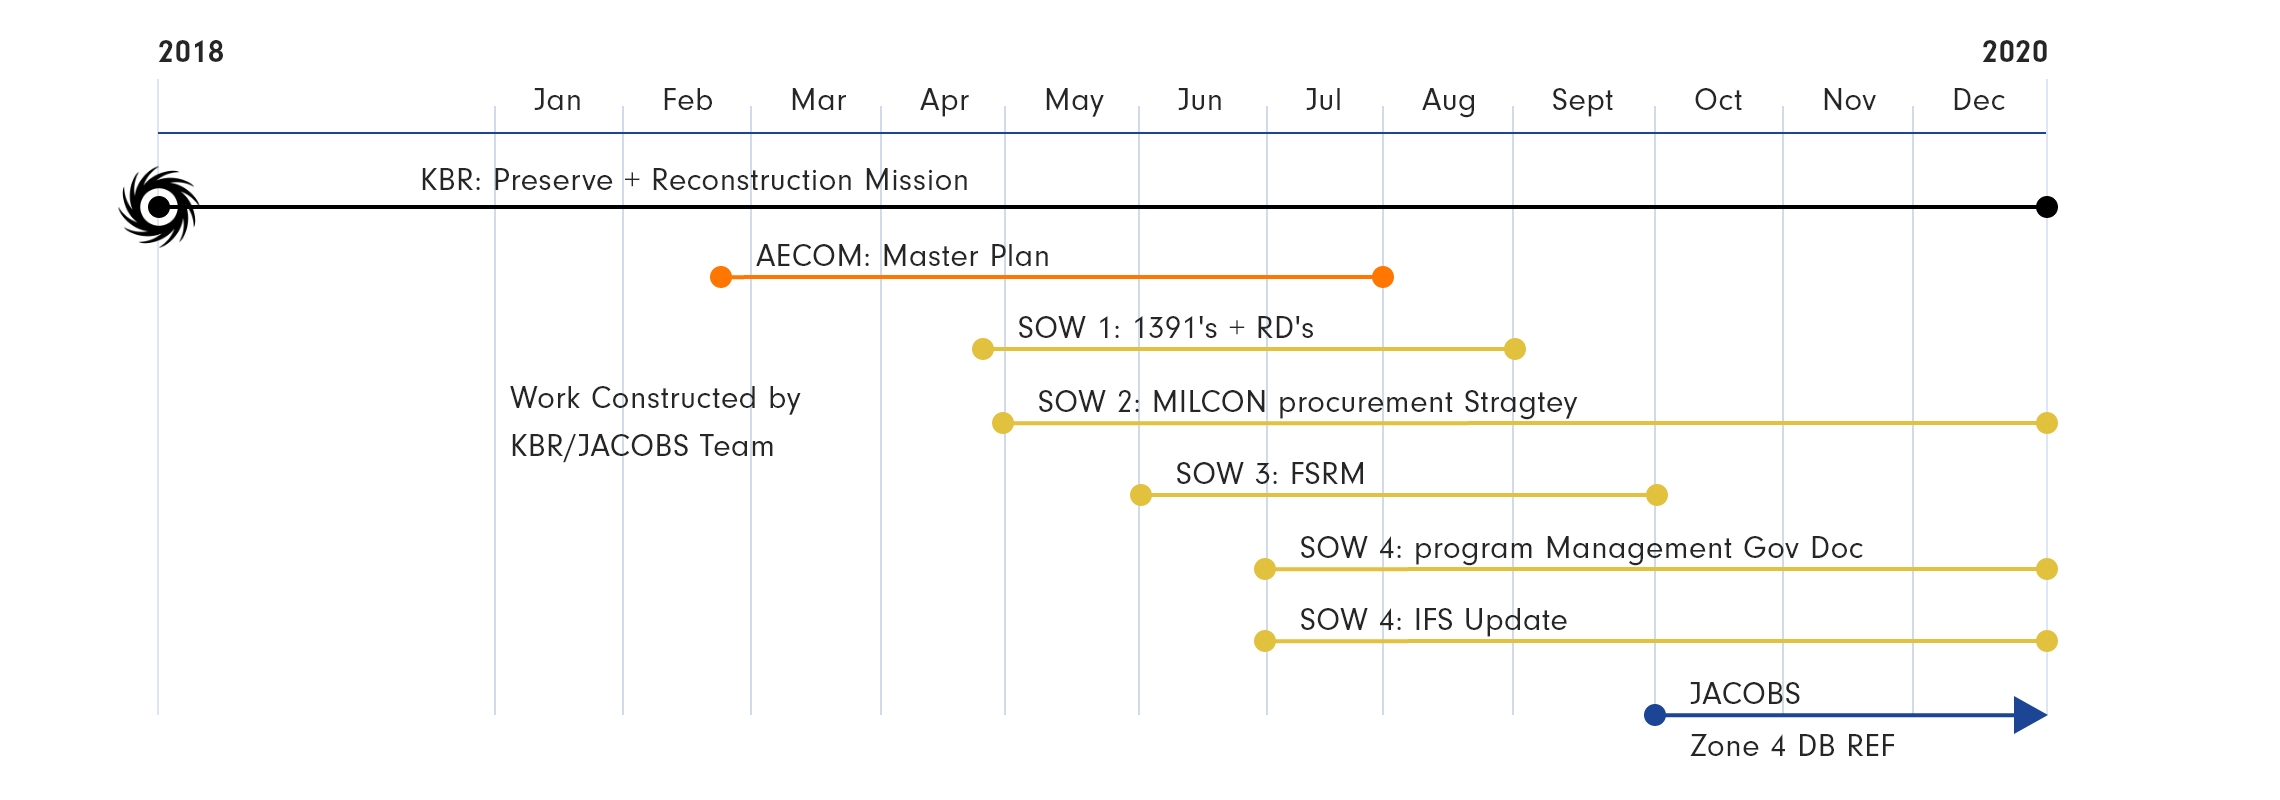 2018
2020
Jan Feb Mar Apr May Jun Jul Aug Sept Oct Nov Dec
KBR: Preserve + Reconstruction Mission
AECOM: Master Plan
SOW 1: 1391's + RD's
Work Constructed by
KBR/JACOBS Team
SOW 2: MILCON procurement Stragtey
SOW 3: FSRM
SOW 4: program Management Gov Doc
SOW 4: IFS Update
JACOBS
Zone 4 DB REF